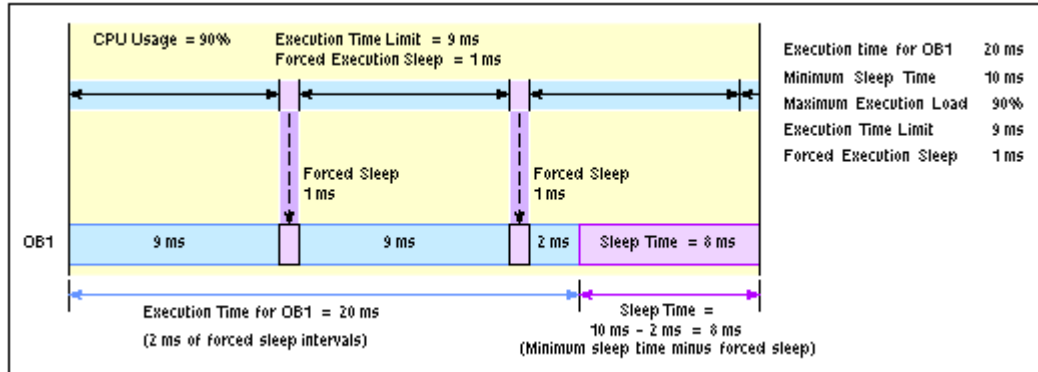 CPU Usage = 90%
Execution Time Limit = 9 ms
Forced Execution Sleep = 1 ms
Execution time for OB1 20 ms
Minimum Sleep Time 10 ms
Maximum Execution Load 90%
Execution Time Limit 9 ms
Forced Execution Sleep 1 ms
Forced Sleep
1 ms
Forced Sleep
1 ms
OB1
9 ms
9 ms
2 ms
Sleep Time = 8 ms
Execution Time for OB1 = 20 ms
(2 ms of forced sleep intervals)
Sleep Time =
10 ms - 2 ms = 8 ms
(Minimum sleep time minus forced sleep)